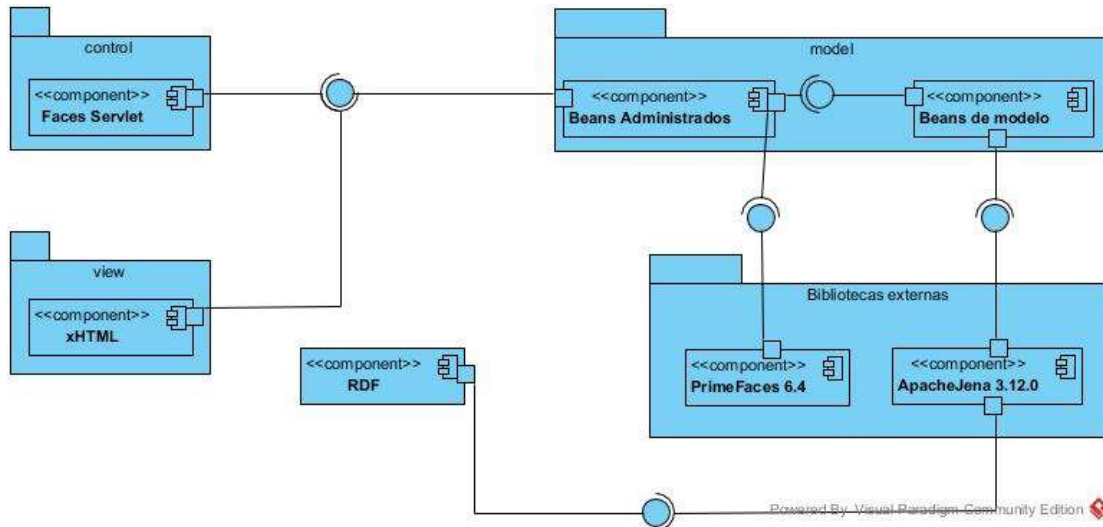 control
<<component>>
Faces Servlet
model
<<component>>
Beans Administrados
<<component>>
Beans de modelo
view
<<component>>
xHTML
Bibliotecas externas
<<component>>
RDF
<<component>>
PrimeFaces 6.4
<<component>>
ApacheJena 3.12.0
Powered By Visual Paradigm Community Edition